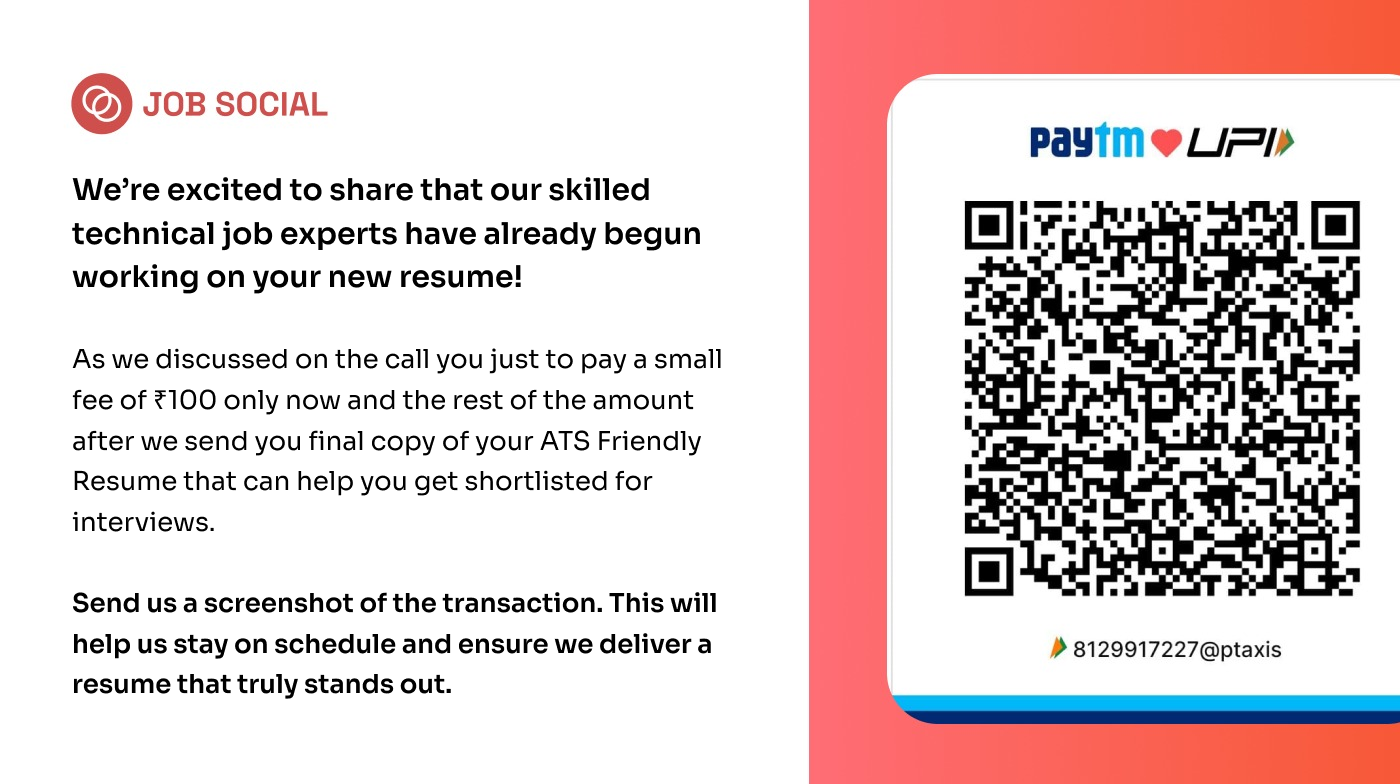 JOB SOCIAL
We’re excited to share that our skilled
technical job experts have already begun
working on your new resume!
As we discussed on the call you just to pay a small
fee of ₹100 only now and the rest of the amount
after we send you final copy of your ATS Friendly
Resume that can help you get shortlisted for
interviews.
Send us a screenshot of the transaction. This will
help us stay on schedule and ensure we deliver a
resume that truly stands out.
paytm UPI
8129917227@ptaxis